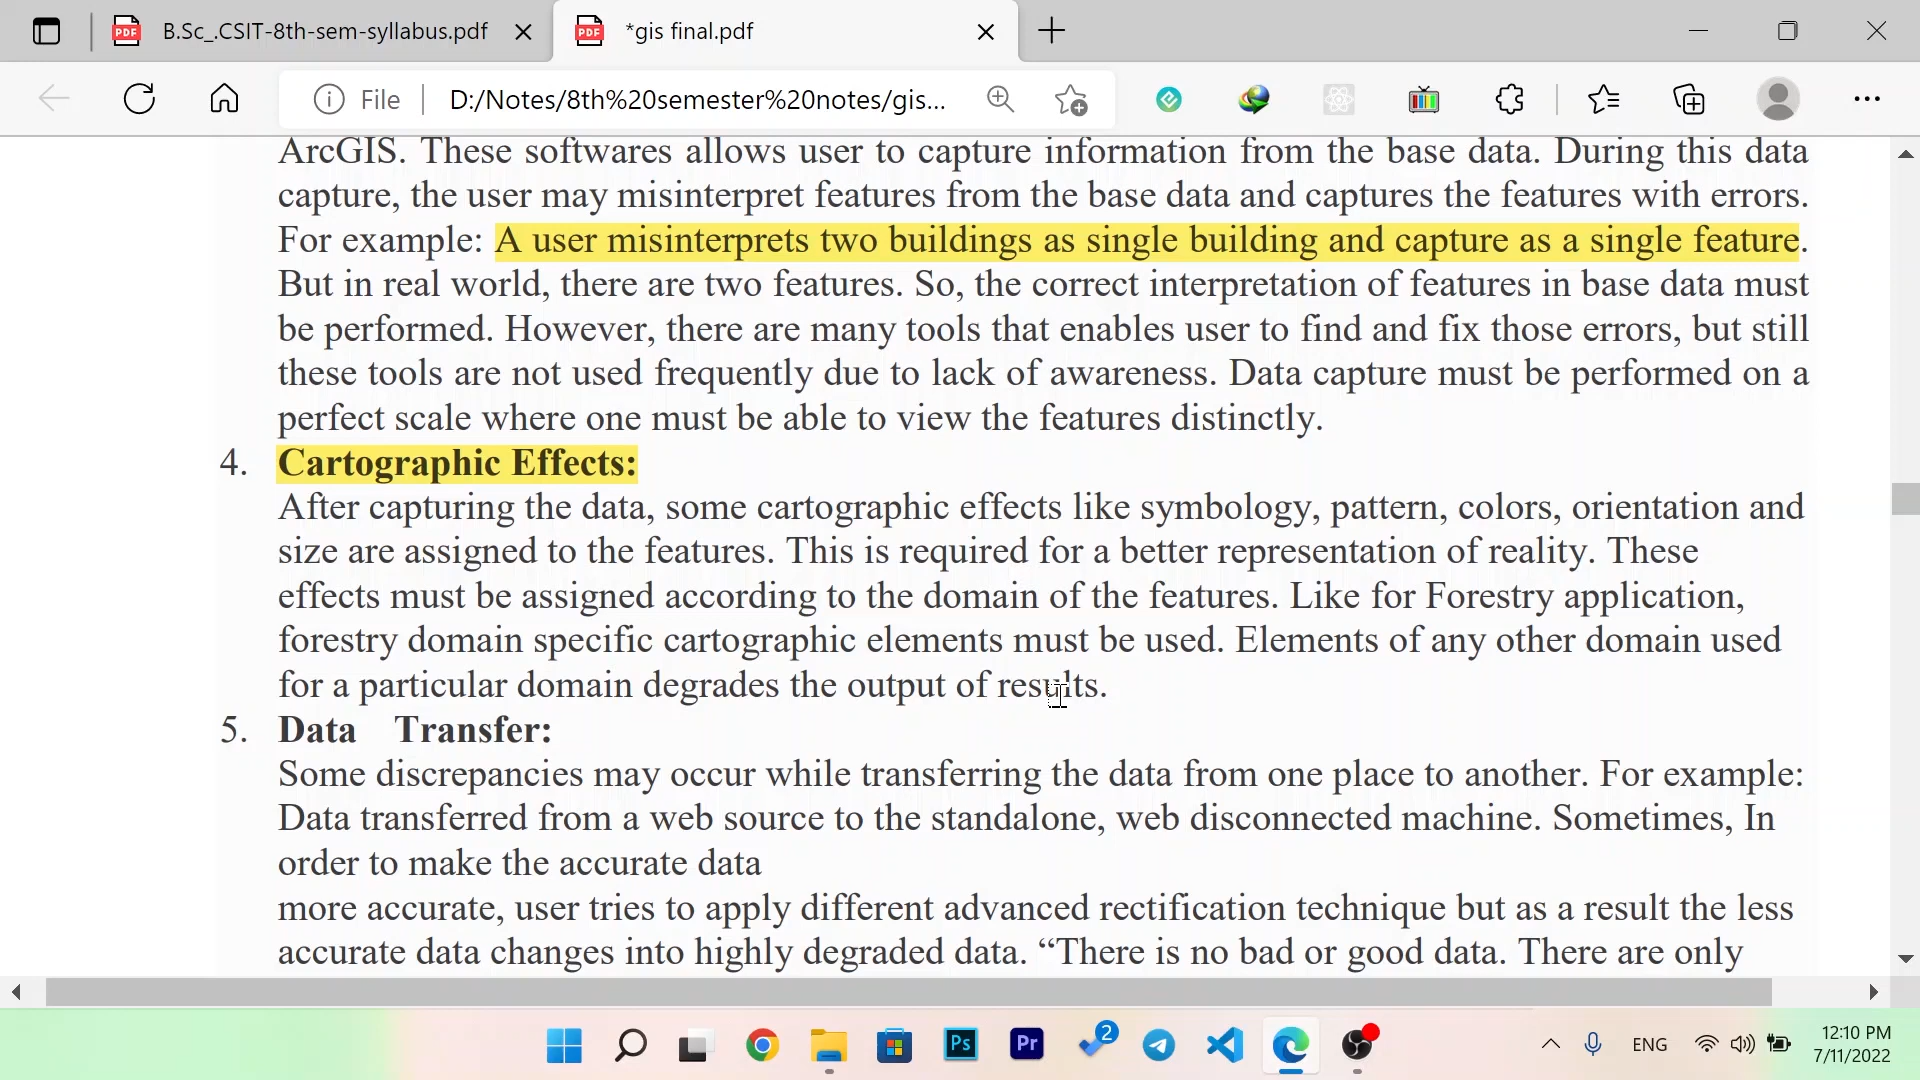 B.Sc_.CSIT-8th-sem-syllabus.pdf
*gis final.pdf
File
D:/Notes/8th%20semester%20notes/gis...
ArcGIS. These softwares allows user to capture information from the base data. During this data
capture, the user may misinterpret features from the base data and captures the features with errors.
For example: A user misinterprets two buildings as single building and capture as a single feature.
But in real world, there are two features. So, the correct interpretation of features in base data must
be performed. However, there are many tools that enables user to find and fix those errors, but still
these tools are not used frequently due to lack of awareness. Data capture must be performed on a
perfect scale where one must be able to view the features distinctly.
4. Cartographic Effects:
After capturing the data, some cartographic effects like symbology, pattern, colors, orientation and
size are assigned to the features. This is required for a better representation of reality. These
effects must be assigned according to the domain of the features. Like for Forestry application,
forestry domain specific cartographic elements must be used. Elements of any other domain used
for a particular domain degrades the output of results.
5. Data Transfer:
Some discrepancies may occur while transferring the data from one place to another. For example:
Data transferred from a web source to the standalone, web disconnected machine. Sometimes, In
order to make the accurate data
more accurate, user tries to apply different advanced rectification technique but as a result the less
accurate data changes into highly degraded data. “There is no bad or good data. There are only
Ps
Pr
2
ENG
12:10 PM
7/11/2022